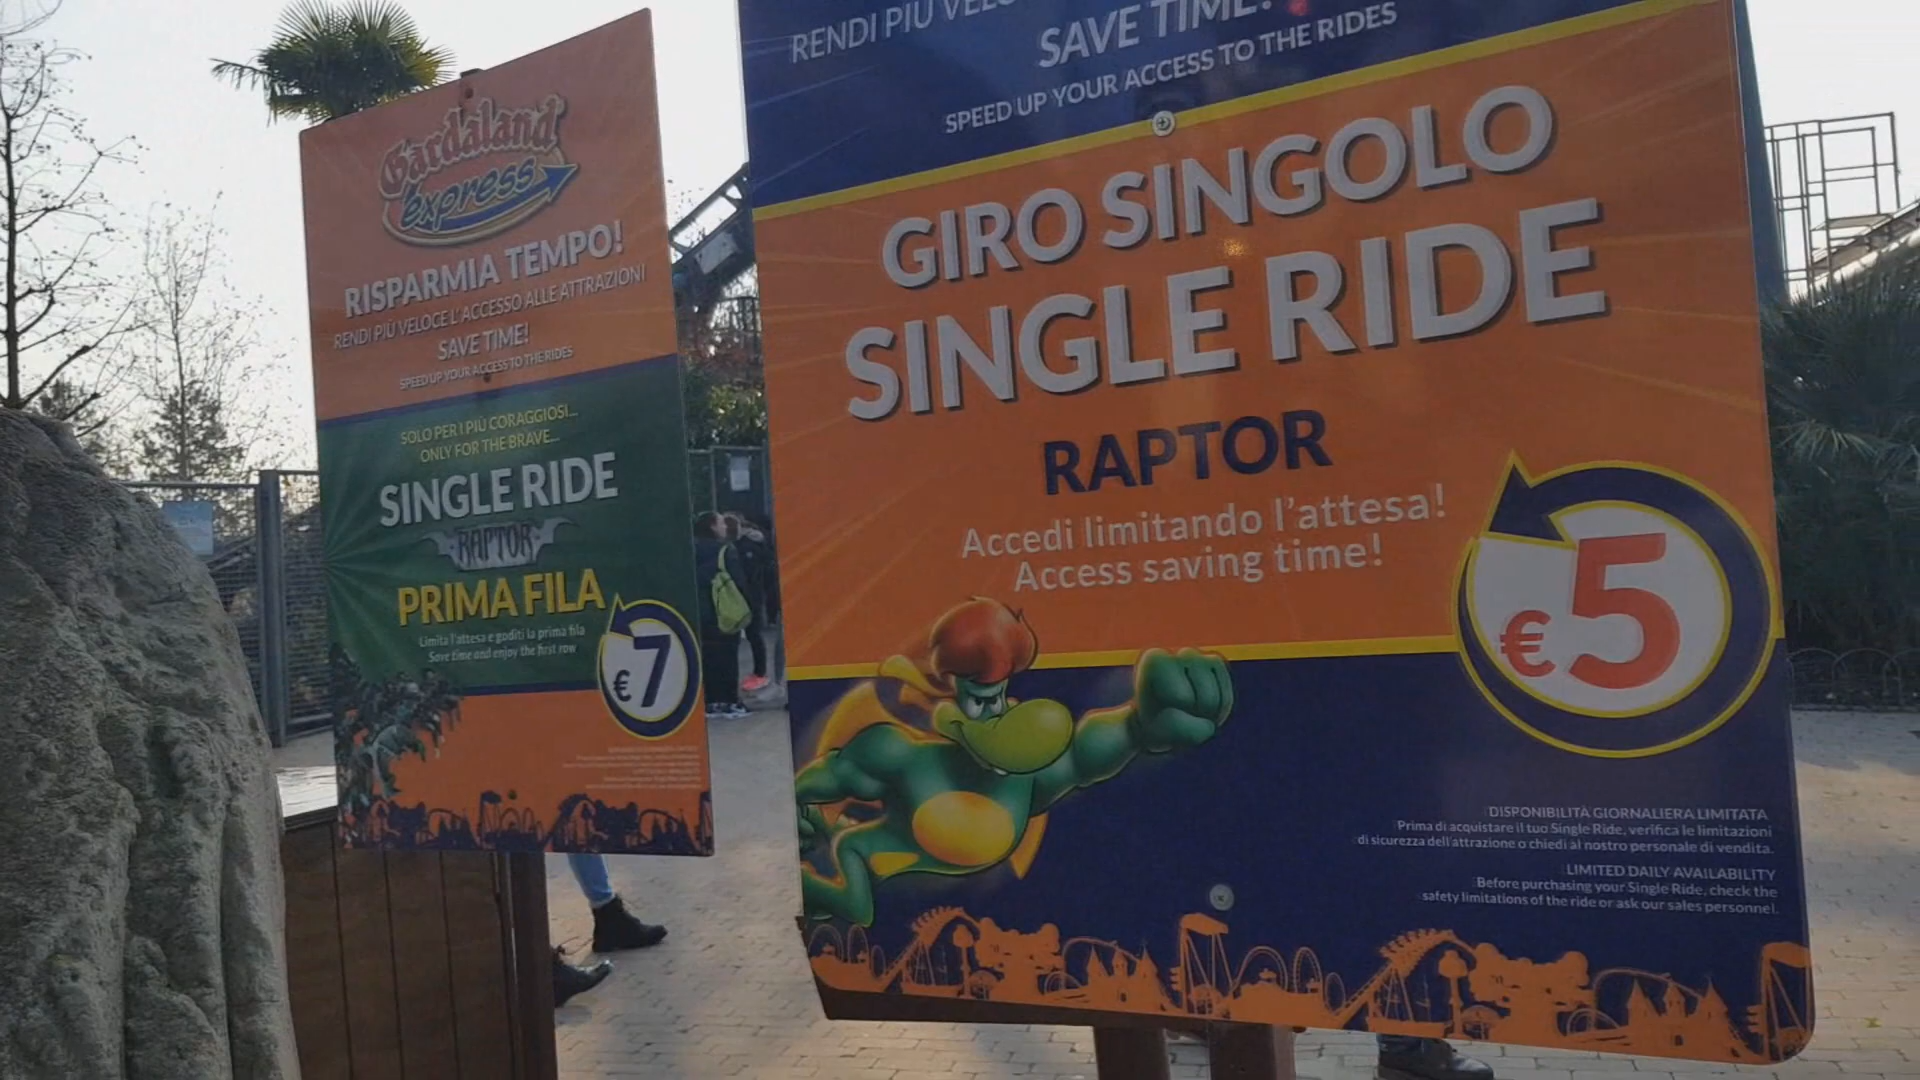 Gardaland
express
RISPARMIA TEMPO!
RENDI PIÙ VELOCE L'ACCESSO ALLE ATTRAZIONI
SAVE TIME!
SPEED UP YOUR ACCESS TO THE RIDES
SOLO PER I PIÙ CORAGGIOSI...
ONLY FOR THE BRAVE...
SINGLE RIDE
RAPTOR
PRIMA FILA
Limita l'attesa e goditi la prima fila
Save time and enjoy the first row
€7
RENDI PIÙ
SAVE TIME!
SPEED UP YOUR ACCESS TO THE RIDES
GIRO SINGOLO
SINGLE RIDE
RAPTOR
Accedi limitando l'attesa!
Access saving time!
€5
DISPONIBILITÀ GIORNALIERA LIMITATA
Prima di acquistare il tuo Single Ride, verifica le limitazioni
di sicurezza dell'attrazione o chiedi al nostro personale di vendita.
LIMITED DAILY AVAILABILITY
Before purchasing your Single Ride, check the
safety limitations of the ride or ask our sales personnel.